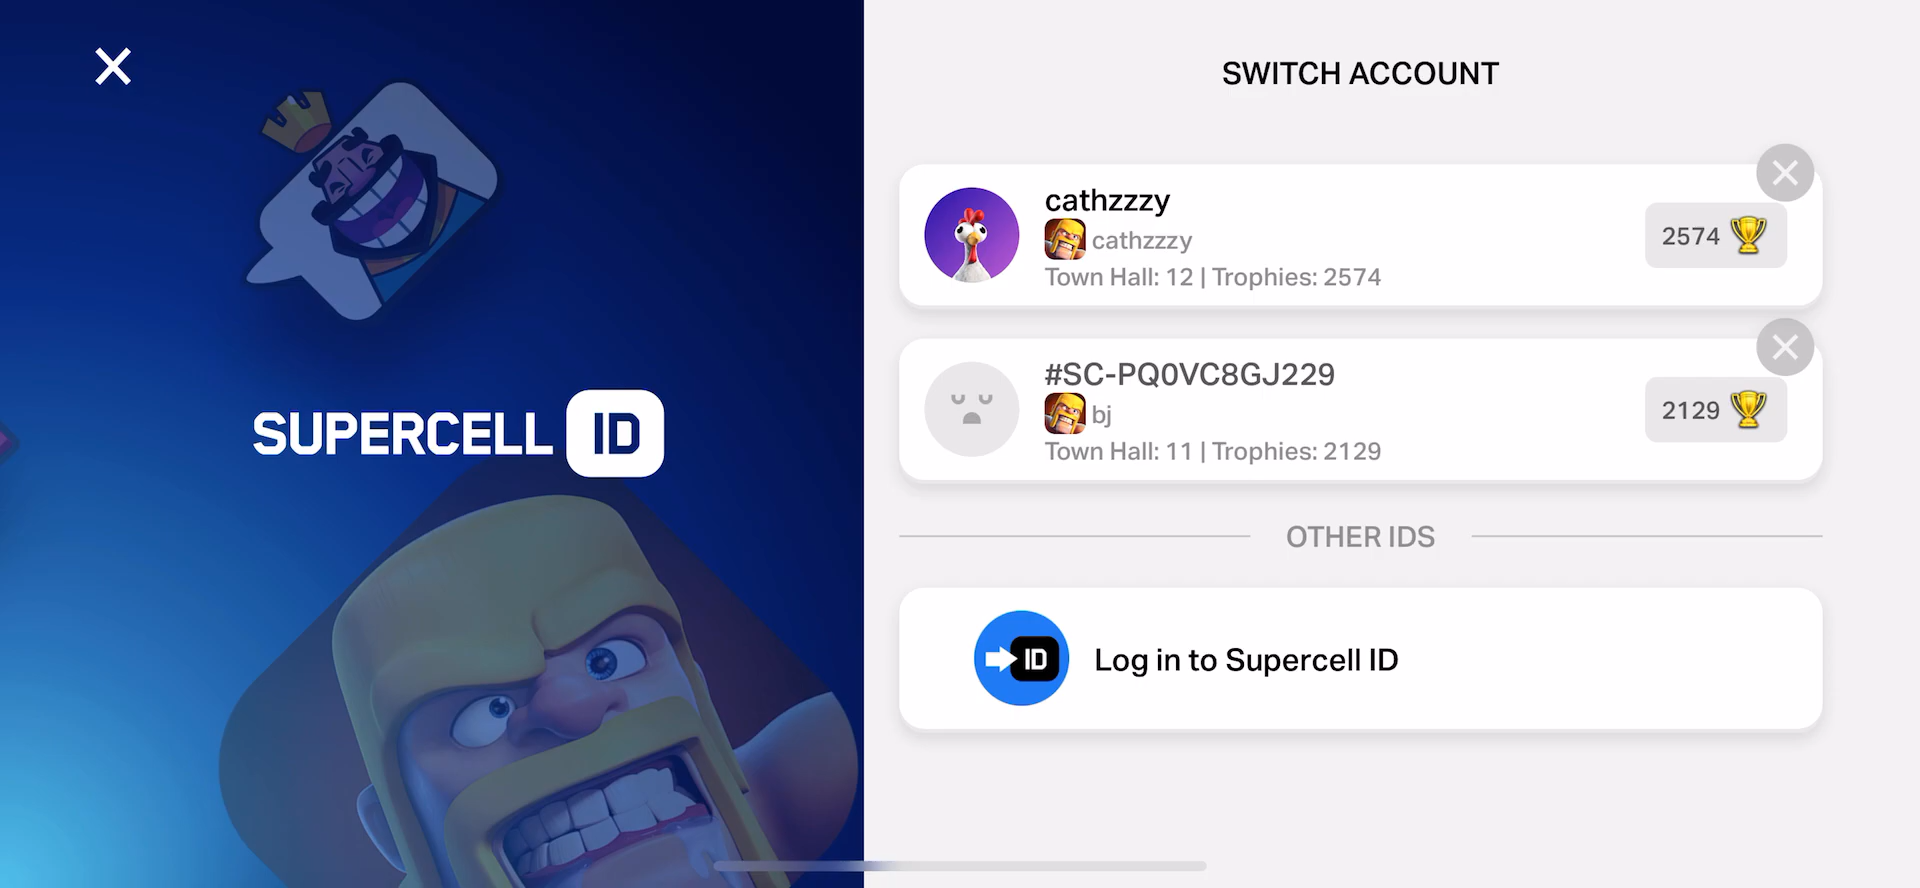 SWITCH ACCOUNT
cathzzzy
cathzzzy
Town Hall: 12 | Trophies: 2574
2574
#SC-PQ0VC8GJ229
bj
Town Hall: 11 | Trophies: 2129
2129
SUPERCELL ID
OTHER IDS
ID
Log in to Supercell ID